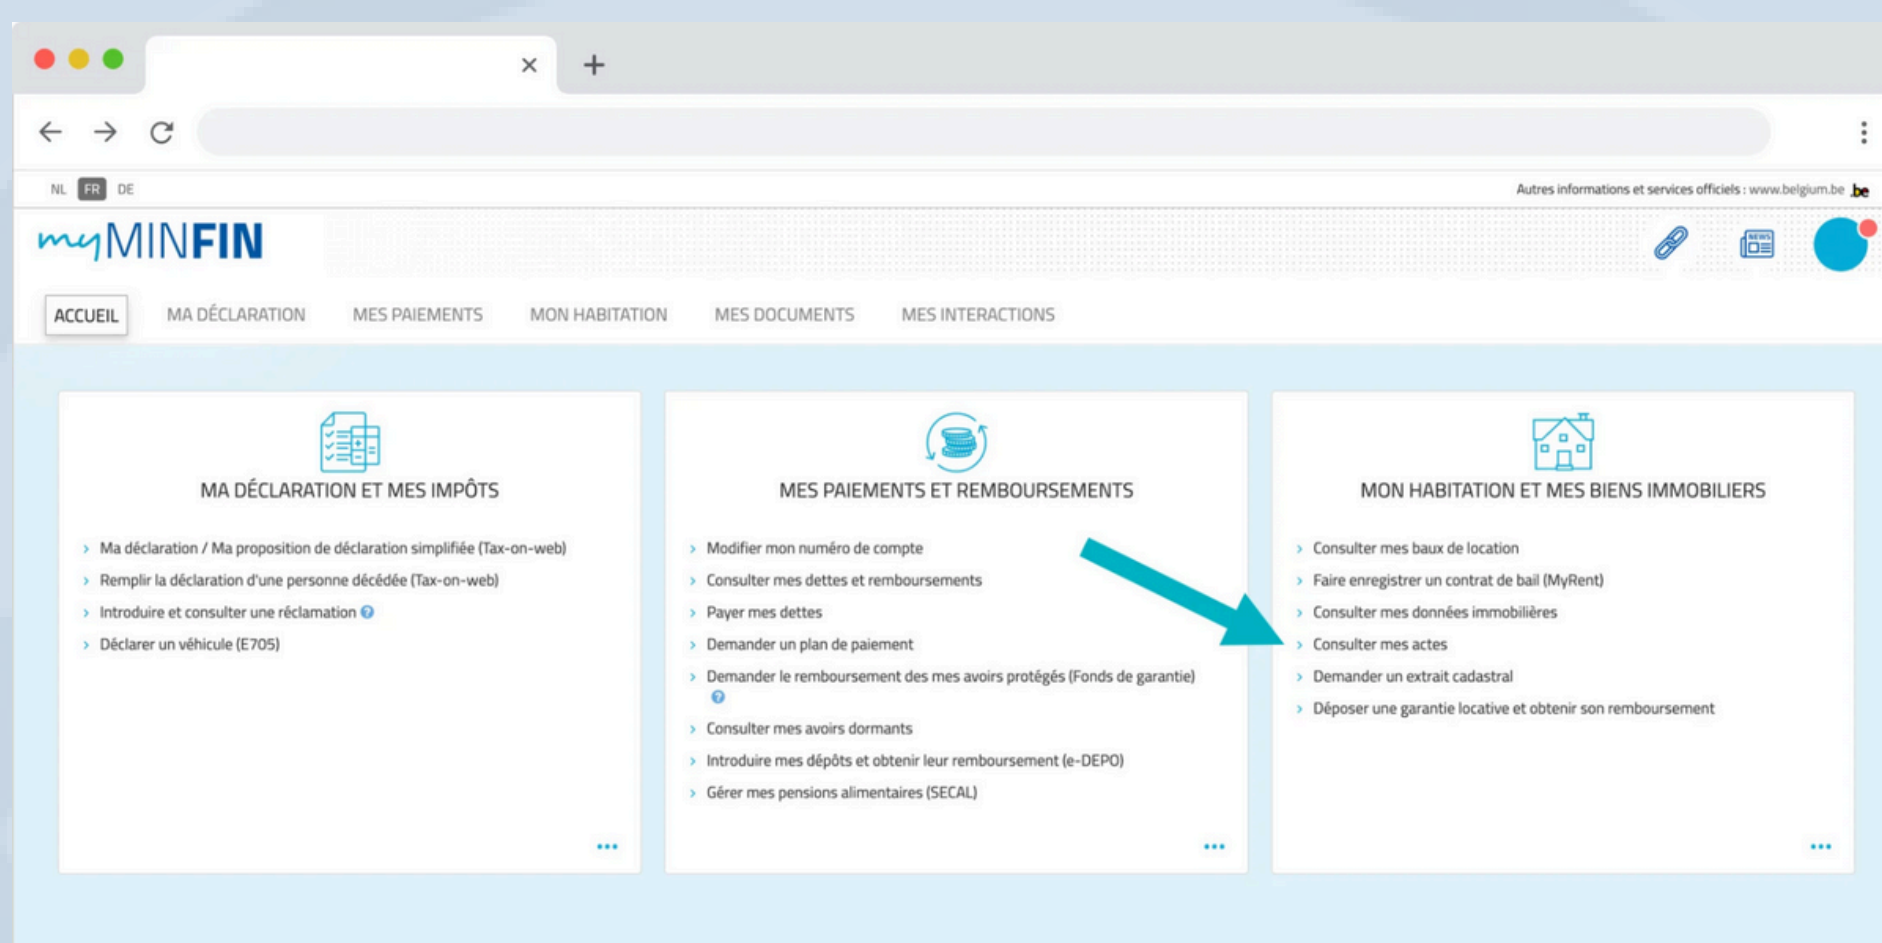 NL FR DE
Autres informations et services officiels : www.belgium.be .be
myMINFIN
NEWS
ACCUEIL MA DÉCLARATION MES PAIEMENTS MON HABITATION MES DOCUMENTS MES INTERACTIONS
MA DÉCLARATION ET MES IMPÔTS
Ma déclaration / Ma proposition de déclaration simplifiée (Tax-on-web)
Remplir la déclaration d'une personne décédée (Tax-on-web)
Introduire et consulter une réclamation ?
Déclarer un véhicule (E705)
MES PAIEMENTS ET REMBOURSEMENTS
Modifier mon numéro de compte
Consulter mes dettes et remboursements
Payer mes dettes
Demander un plan de paiement
Demander le remboursement des mes avoirs protégés (Fonds de garantie)
?
Consulter mes avoirs dormants
Introduire mes dépôts et obtenir leur remboursement (e-DEPO)
Gérer mes pensions alimentaires (SECAL)
MON HABITATION ET MES BIENS IMMOBILIERS
Consulter mes baux de location
Faire enregistrer un contrat de bail (MyRent)
Consulter mes données immobilières
Consulter mes actes
Demander un extrait cadastral
Déposer une garantie locative et obtenir son remboursement